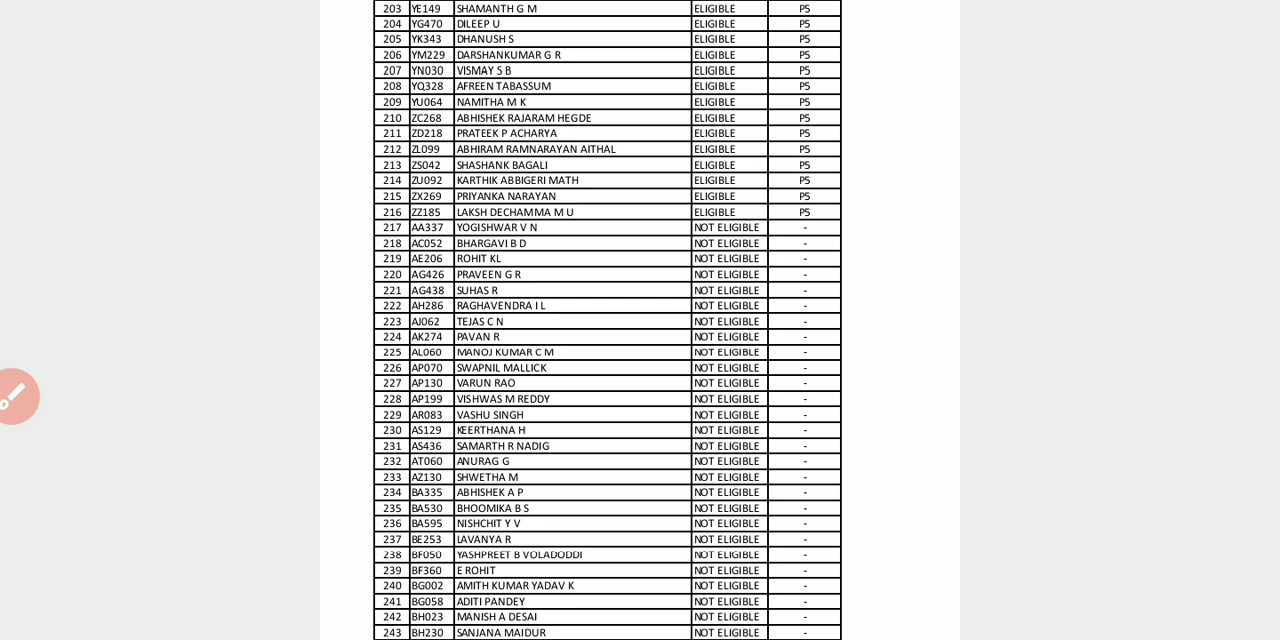 203 YE149 SHAMANTH G M ELIGIBLE P5
204 YG470 DILEEP U ELIGIBLE P5
205 YK343 DHANUSH S ELIGIBLE P5
206 YM229 DARSHANKUMAR G R ELIGIBLE P5
207 YN030 VISMAY S B ELIGIBLE P5
208 YQ328 AFREEN TABASSUM ELIGIBLE P5
209 YU064 NAMITHA M K ELIGIBLE P5
210 ZC268 ABHISHEK RAJARAM HEGDE ELIGIBLE P5
211 ZD218 PRATEEK P ACHARYA ELIGIBLE P5
212 ZL099 ABHIRAM RAMNARAYAN AITHAL ELIGIBLE P5
213 ZS042 SHASHANK BAGALI ELIGIBLE P5
214 ZU092 KARTHIK ABBIGERI MATH ELIGIBLE P5
215 ZX269 PRIYANKA NARAYAN ELIGIBLE P5
216 ZZ185 LAKSH DECHAMMA M U ELIGIBLE P5
217 AA337 YOGISHWAR V N NOT ELIGIBLE -
218 AC052 BHARGAVI B D NOT ELIGIBLE -
219 AE206 ROHIT KL NOT ELIGIBLE -
220 AG426 PRAVEEN G R NOT ELIGIBLE -
221 AG438 SUHAS R NOT ELIGIBLE -
222 AH286 RAGHAVENDRA I L NOT ELIGIBLE -
223 AJ062 TEJAS C N NOT ELIGIBLE -
224 AK274 PAVAN R NOT ELIGIBLE -
225 AL060 MANOJ KUMAR C M NOT ELIGIBLE -
226 AP070 SWAPNIL MALLICK NOT ELIGIBLE -
227 AP130 VARUN RAO NOT ELIGIBLE -
228 AP199 VISHWAS M REDDY NOT ELIGIBLE -
229 AR083 VASHU SINGH NOT ELIGIBLE -
230 AS129 KEERTHANA H NOT ELIGIBLE -
231 AS436 SAMARTH R NADIG NOT ELIGIBLE -
232 AT060 ANURAG G NOT ELIGIBLE -
233 AZ130 SHWETHA M NOT ELIGIBLE -
234 BA335 ABHISHEK A P NOT ELIGIBLE -
235 BA530 BHOOMIKA B S NOT ELIGIBLE -
236 BA595 NISHCHIT Y V NOT ELIGIBLE -
237 BE253 LAVANYA R NOT ELIGIBLE -
238 BF050 YASHPREET B VOLADODDI NOT ELIGIBLE -
239 BF360 E ROHIT NOT ELIGIBLE -
240 BG002 AMITH KUMAR YADAV K NOT ELIGIBLE -
241 BG058 ADITI PANDEY NOT ELIGIBLE -
242 BH023 MANISH A DESAI NOT ELIGIBLE -
243 BH230 SANJANA MAIDUR NOT ELIGIBLE -